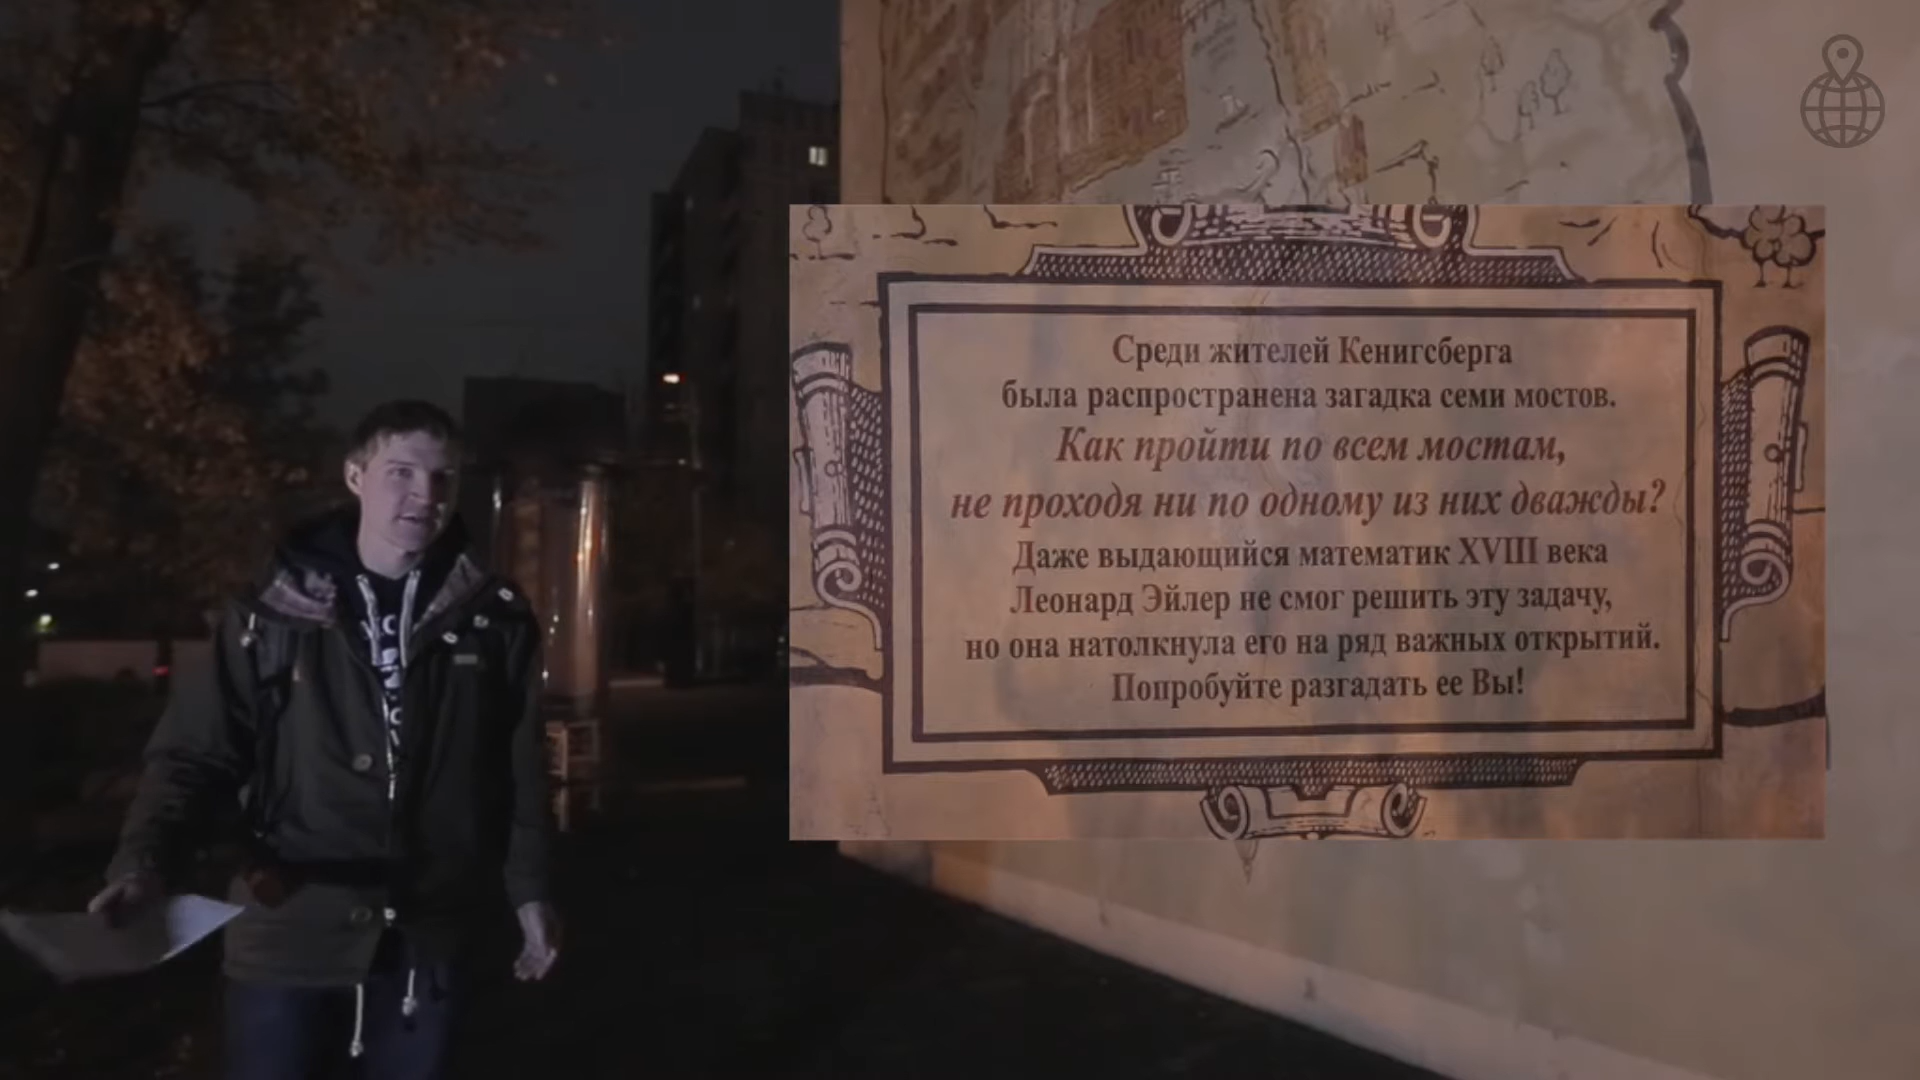 Среди жителей Кенигсберга
была распространена загадка семи мостов.
Как пройти по всем мостам,
не проходя ни по одному из них дважды?
Даже выдающийся математик XVIII века
Леонард Эйлер не смог решить эту задачу,
но она натолкнула его на ряд важных открытий.
Попробуйте разгадать ее Вы!